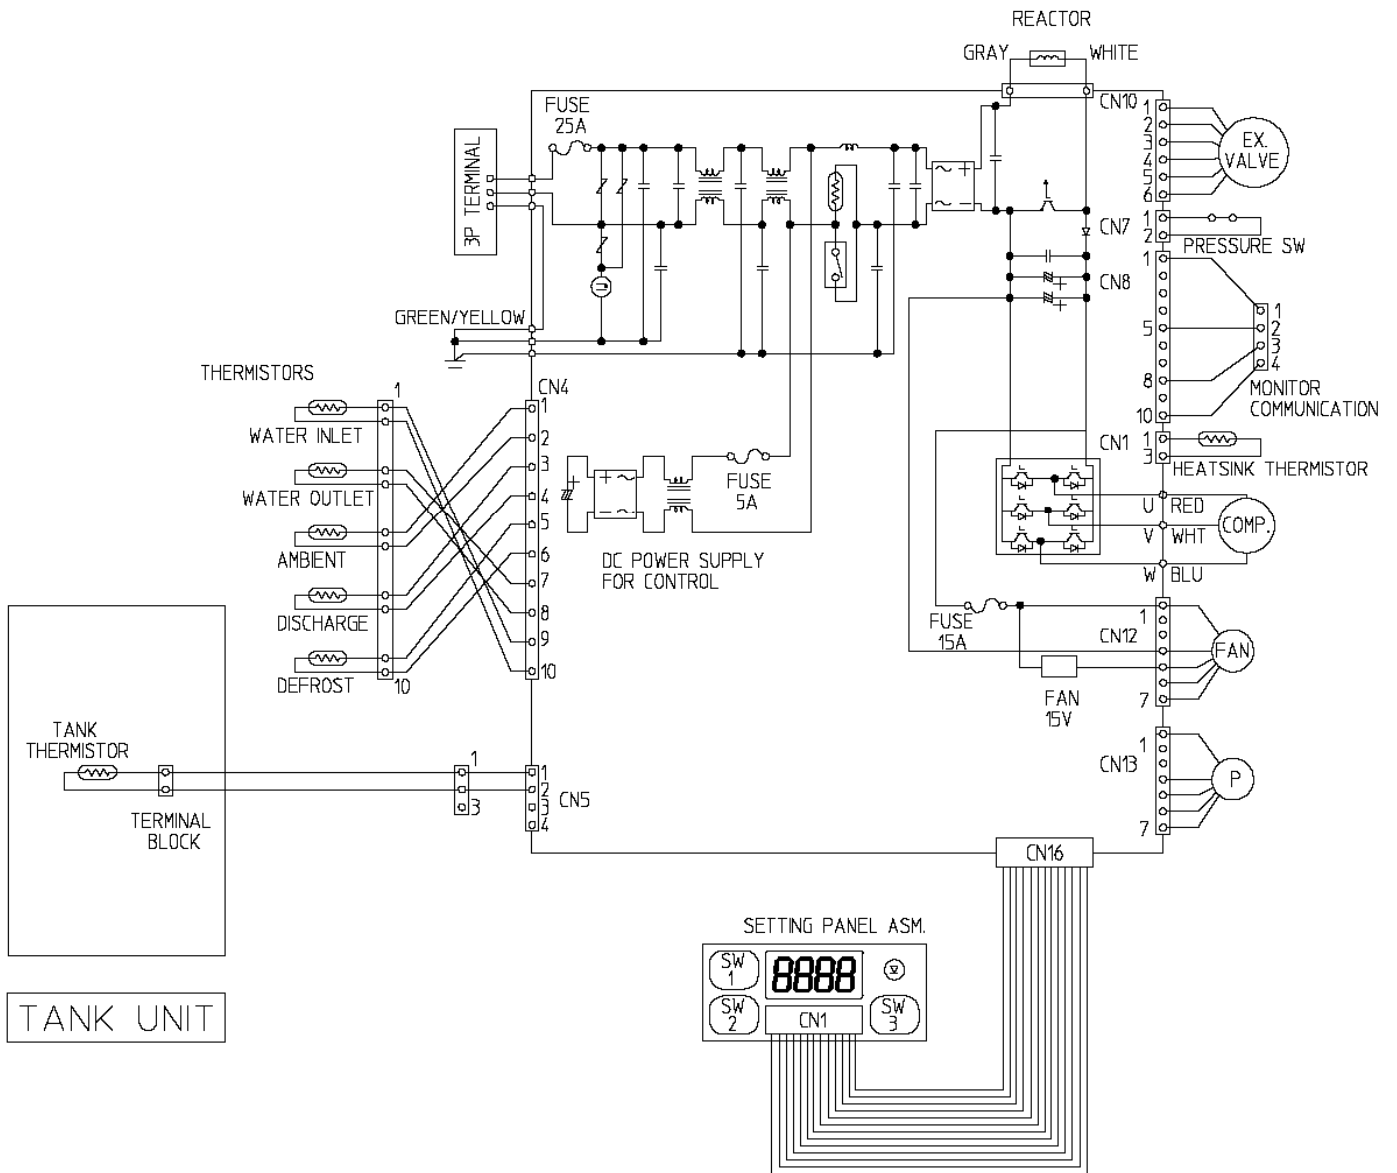 REACTOR
GRAY
WHITE
FUSE
25A
3P TERMINAL
CN10
1
2
3
4
5
6
EX.
VALVE
CN7
1
2
PRESSURE SW
CN8
1
5
8
10
1
2
3
4
MONITOR
COMMUNICATION
GREEN/YELLOW
THERMISTORS
1
WATER INLET
WATER OUTLET
AMBIENT
DISCHARGE
DEFROST
10
CN4
1
2
3
4
5
6
7
8
9
10
FUSE
5A
DC POWER SUPPLY
FOR CONTROL
CN1
1
3
HEATSINK THERMISTOR
U RED
V WHT
W BLU
COMP.
FUSE
15A
CN12
1
7
FAN
FAN
15V
CN13
1
7
P
TANK
THERMISTOR
TERMINAL
BLOCK
1
3
1
2
3
4
CN5
CN16
TANK UNIT
SETTING PANEL ASM.
SW
1
8888
SW
2
CN1
SW
3